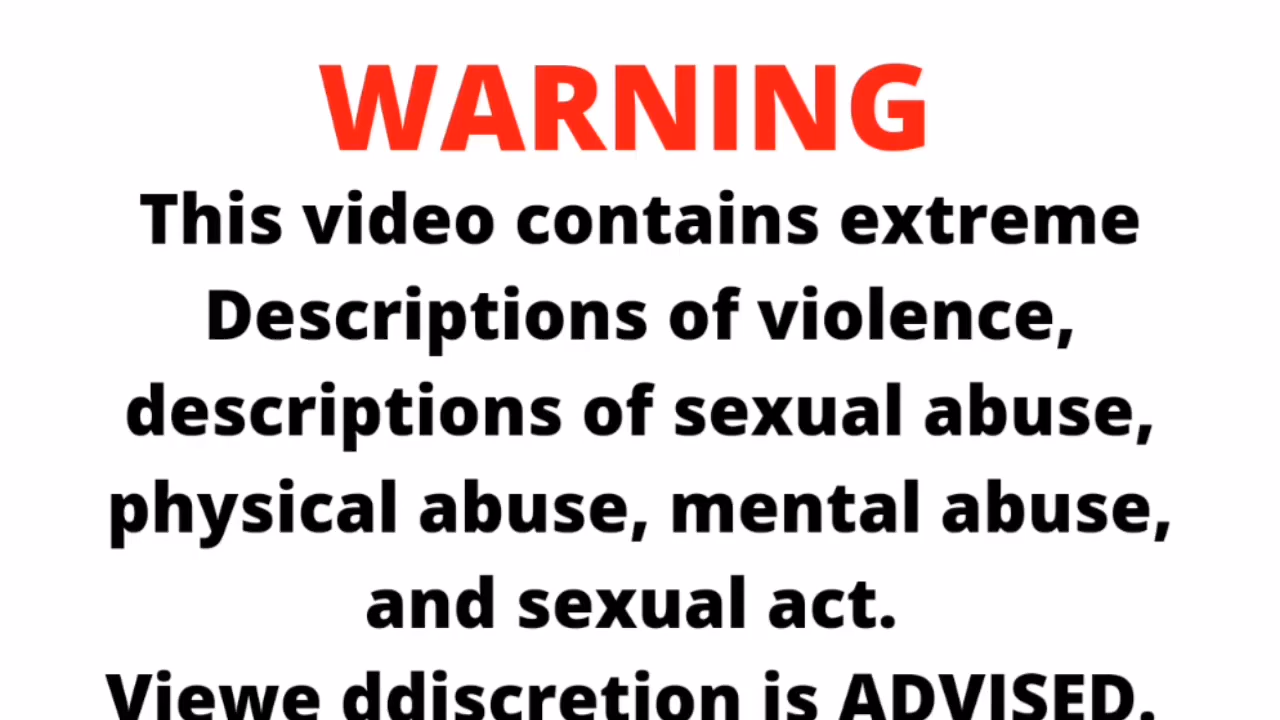 WARNING
This video contains extreme
Descriptions of violence,
descriptions of sexual abuse,
physical abuse, mental abuse,
and sexual act.
Viewe ddiscretion is ADVISED.